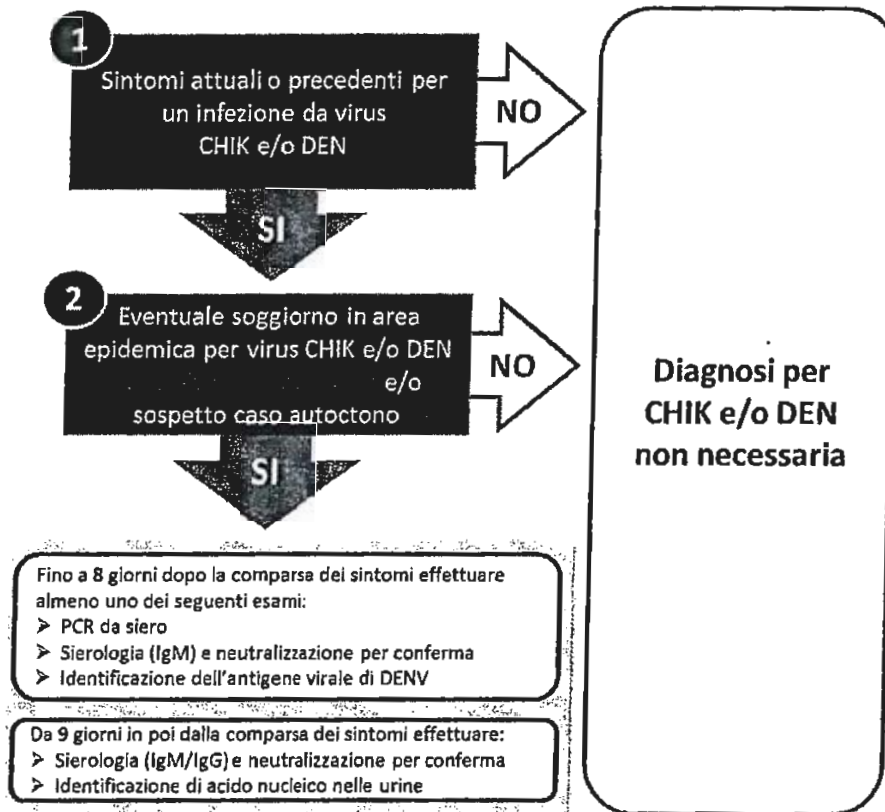 1
Sintomi attuali o precedenti per
un infezione da virus
CHIK e/o DEN
NO
SI
2
Eventuale soggiorno in area
epidemica per virus CHIK e/o DEN
e/o
sospetto caso autoctono
NO
SI
Diagnosi per
CHIK e/o DEN
non necessaria
Fino a 8 giorni dopo la comparsa dei sintomi effettuare
almeno uno dei seguenti esami:
➢ PCR da siero
➢ Sierologia (IgM) e neutralizzazione per conferma
➢ Identificazione dell'antigene virale di DENV
Da 9 giorni in poi dalla comparsa dei sintomi effettuare:
➢ Sierologia (IgM/IgG) e neutralizzazione per conferma
➢ Identificazione di acido nucleico nelle urine